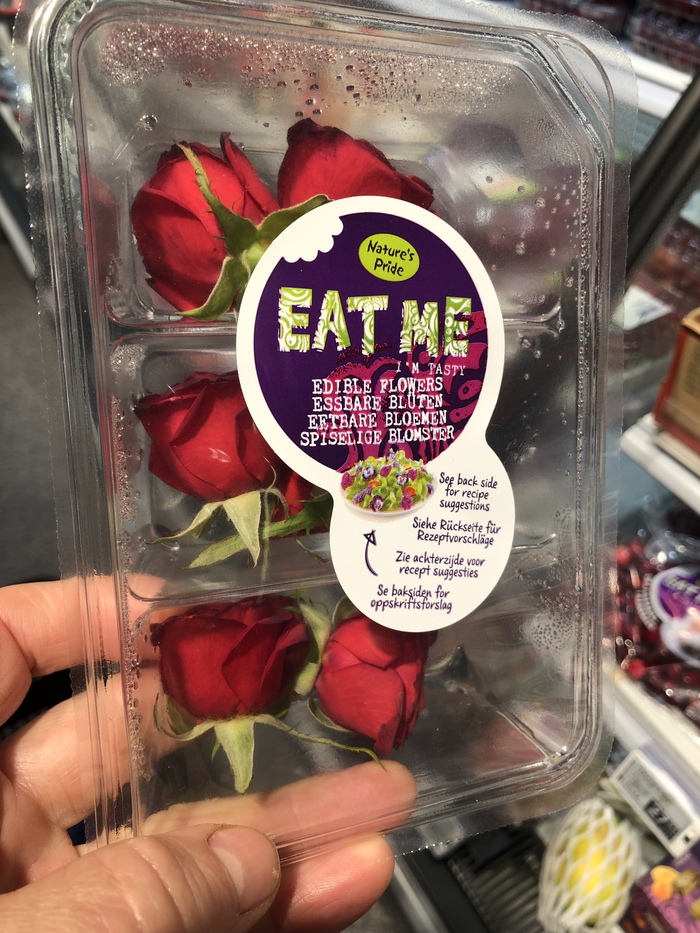 Nature's
Pride
EAT ME
I'M TASTY
EDIBLE FLOWERS
ESSBARE BLÜTEN
EETBARE BLOEMEN
SPISELIGE BLOMSTER
See back side
for recipe
suggestions
Siehe Rückseite für
Rezeptvorschläge
Zie achterzijde voor
recept suggesties
Se baksiden for
oppskriftsforslag